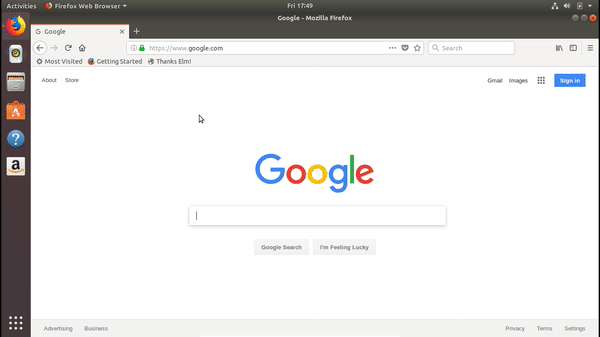 Activities Firefox Web Browser Fri 17:49
Google - Mozilla Firefox
Google
https://www.google.com Search
Most Visited Getting Started Thanks Elm!
About Store Gmail Images Sign in
Google
Google Search I'm Feeling Lucky
Advertising Business Privacy Terms Settings